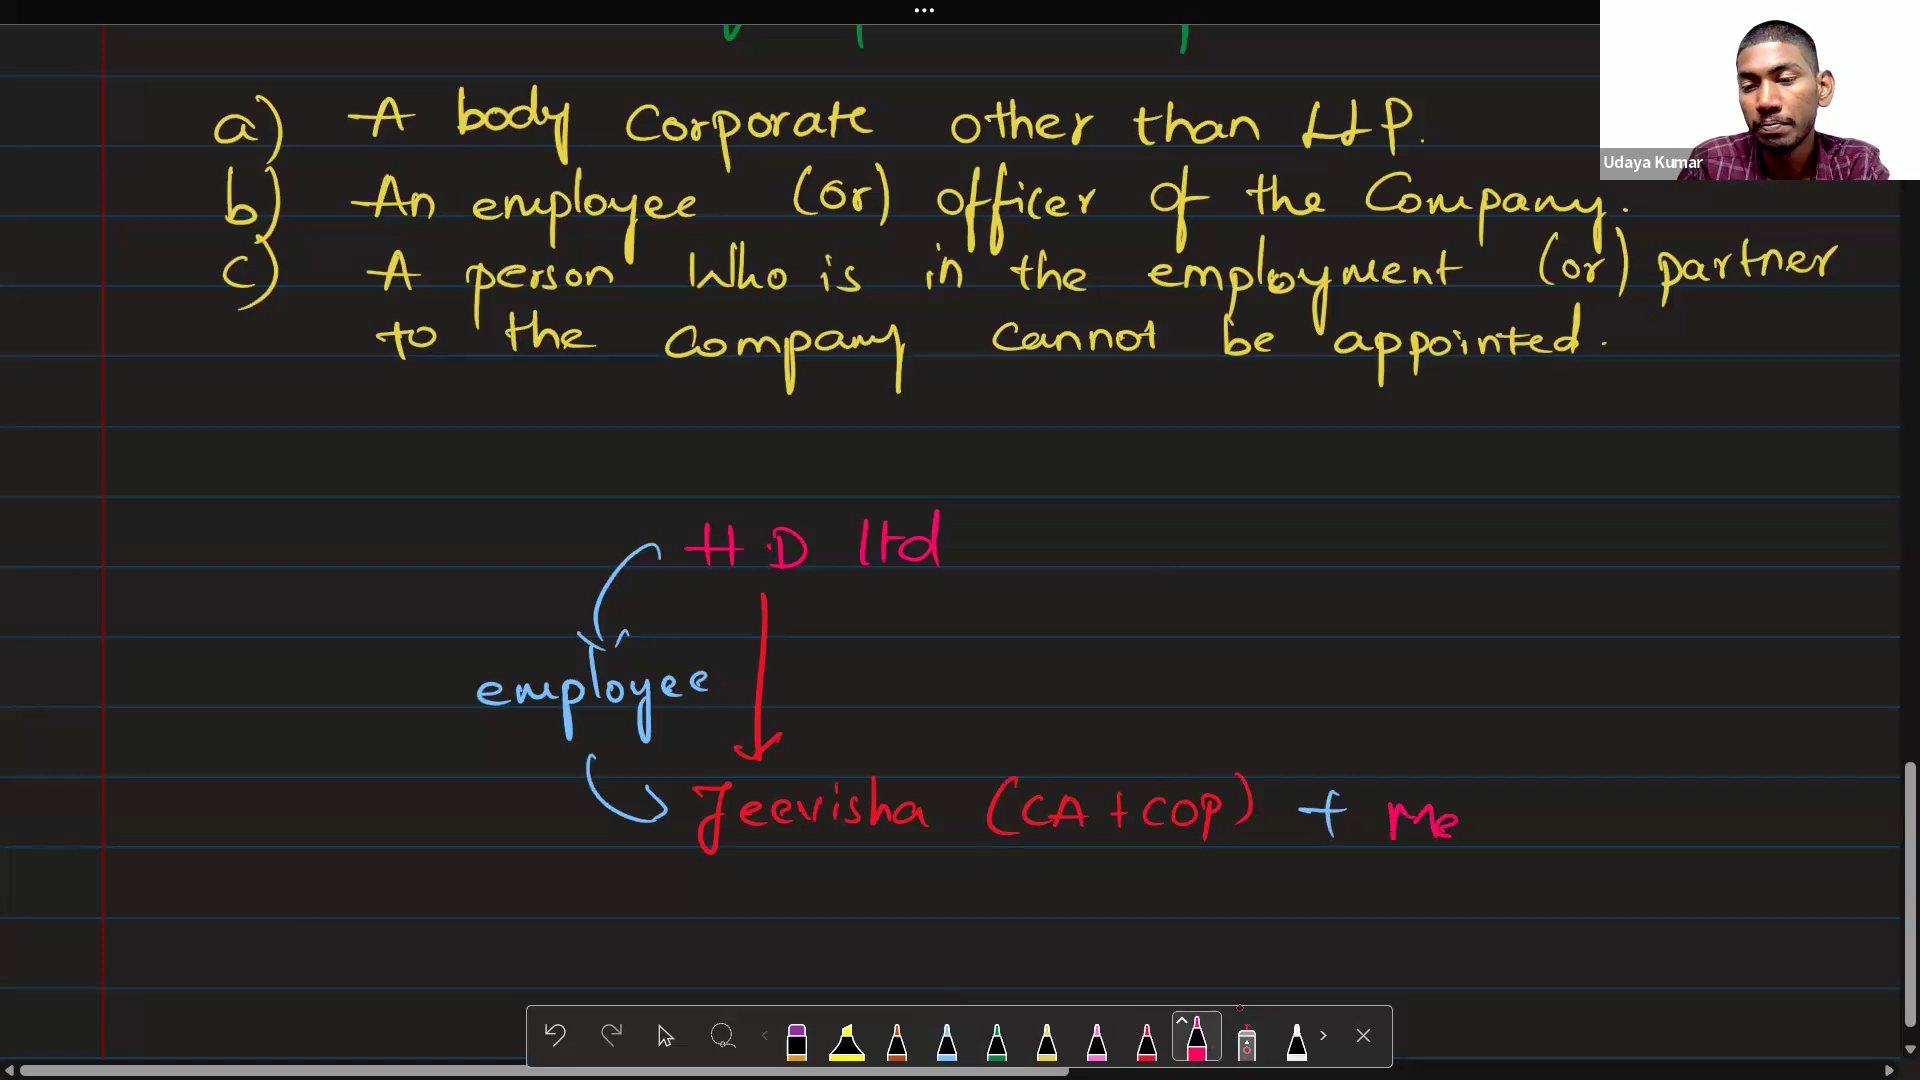 a) A body Corporate other than LLP.
Udaya Kumar
b) An employee (or) officer of the Company.
c) A person Who is in the employment (or) partner
to the Company cannot be appointed.
H.D ltd
employee
Jeevisha (CA + COP) + Me